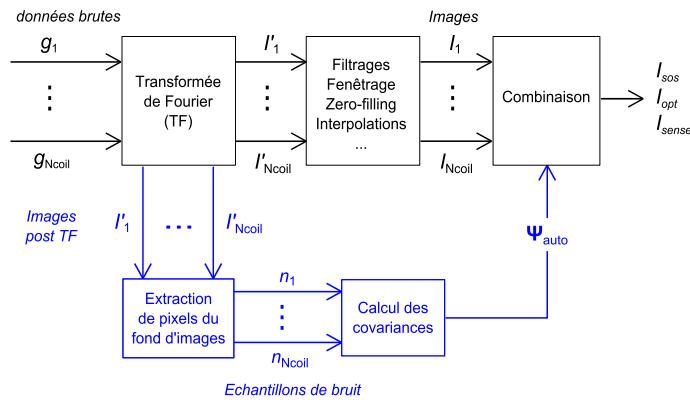 données brutes
Images
g1
⋮
gNcoil
Transformée
de Fourier
(TF)
I'1
⋮
I'Ncoil
Filtrages
Fenêtrage
Zero-filling
Interpolations
...
I1
⋮
INcoil
Combinaison
Isos
Iopt
Isense
Images
post TF
I'1
...
I'Ncoil
Ψauto
Extraction
de pixels du
fond d'images
n1
⋮
nNcoil
Calcul des
covariances
Echantillons de bruit